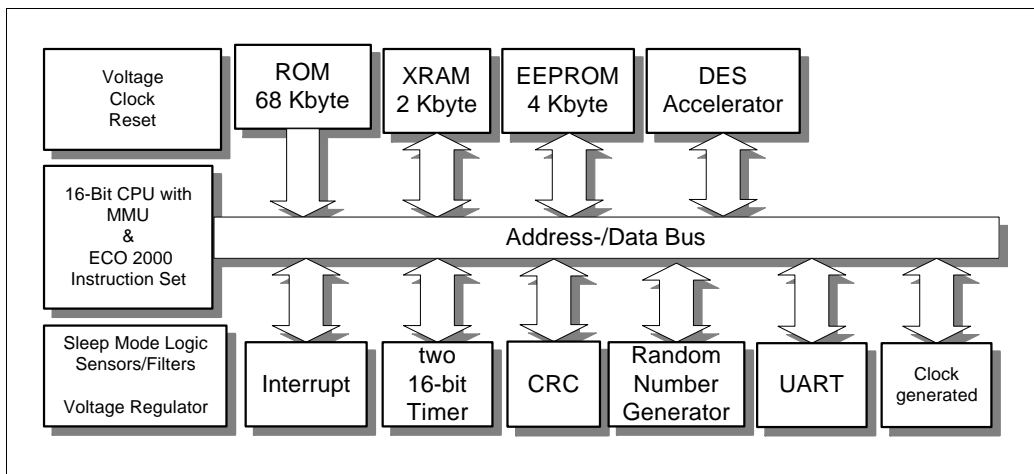 Voltage
Clock
Reset
ROM
68 Kbyte
XRAM
2 Kbyte
EEPROM
4 Kbyte
DES
Accelerator
16-Bit CPU with
MMU
&
ECO 2000
Instruction Set
Address-/Data Bus
Sleep Mode Logic
Sensors/Filters
Voltage Regulator
Interrupt
two
16-bit
Timer
CRC
Random
Number
Generator
UART
Clock
generated